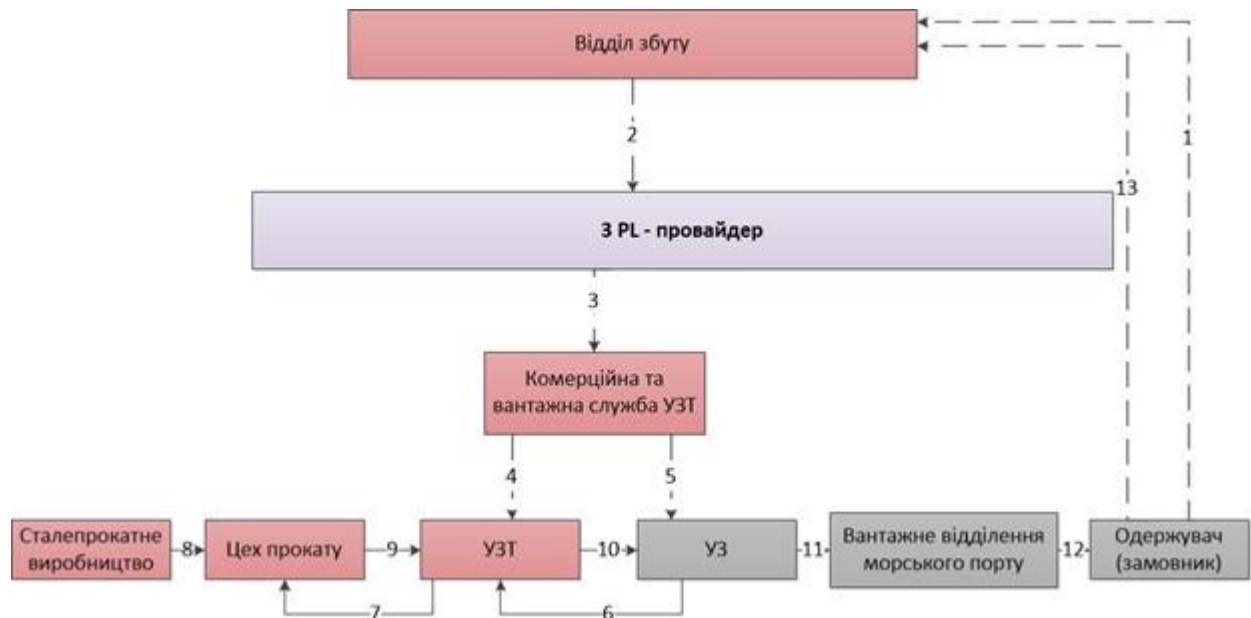 Відділ збуту
2
1
13
3 PL - провайдер
3
Комерційна та
вантажна служба УЗТ
4
5
Сталепрокатне
виробництво
8
Цех прокату
9
УЗТ
10
УЗ
11
Вантажне відділення
морського порту
12
Одержувач
(замовник)
7
6